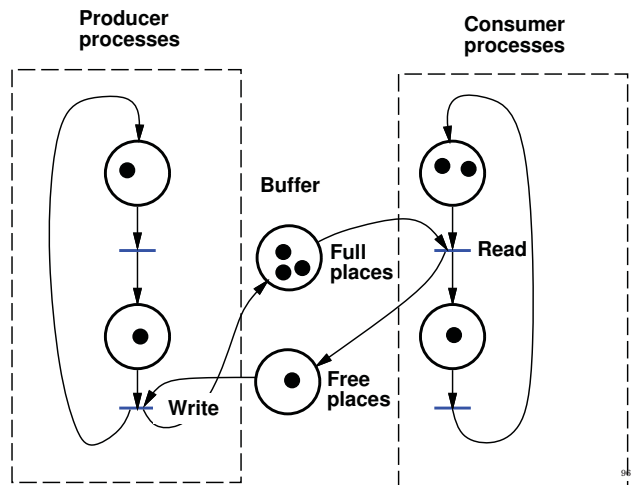 Producer
processes
Consumer
processes
Buffer
Full
places
Read
Free
places
Write
96